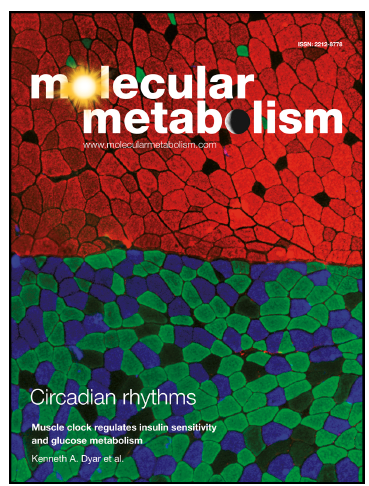 ISSN: 2212-8778
molecular
metabolism
www.molecularmetabolism.com
Circadian rhythms
Muscle clock regulates insulin sensitivity
and glucose metabolism
Kenneth A. Dyar et al.